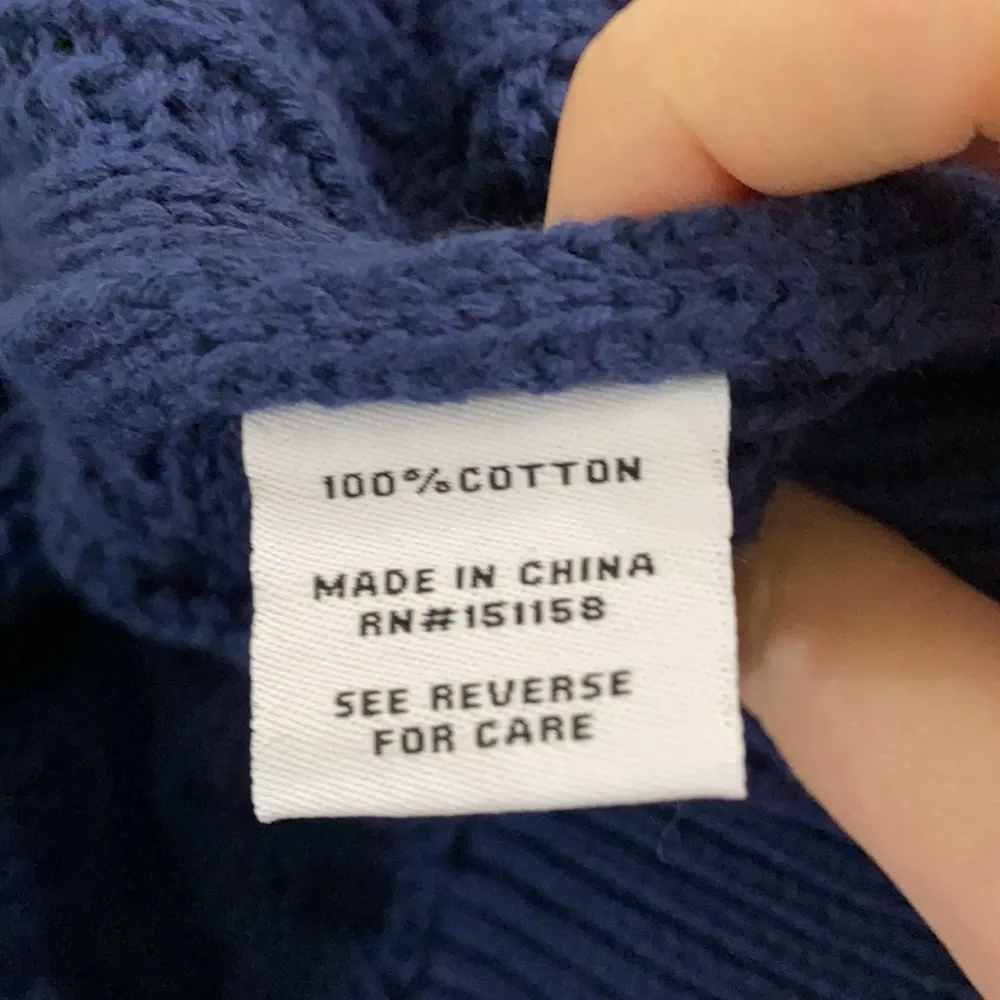 100%COTTON
MADE IN CHINA
RN#151158
SEE REVERSE
FOR CARE